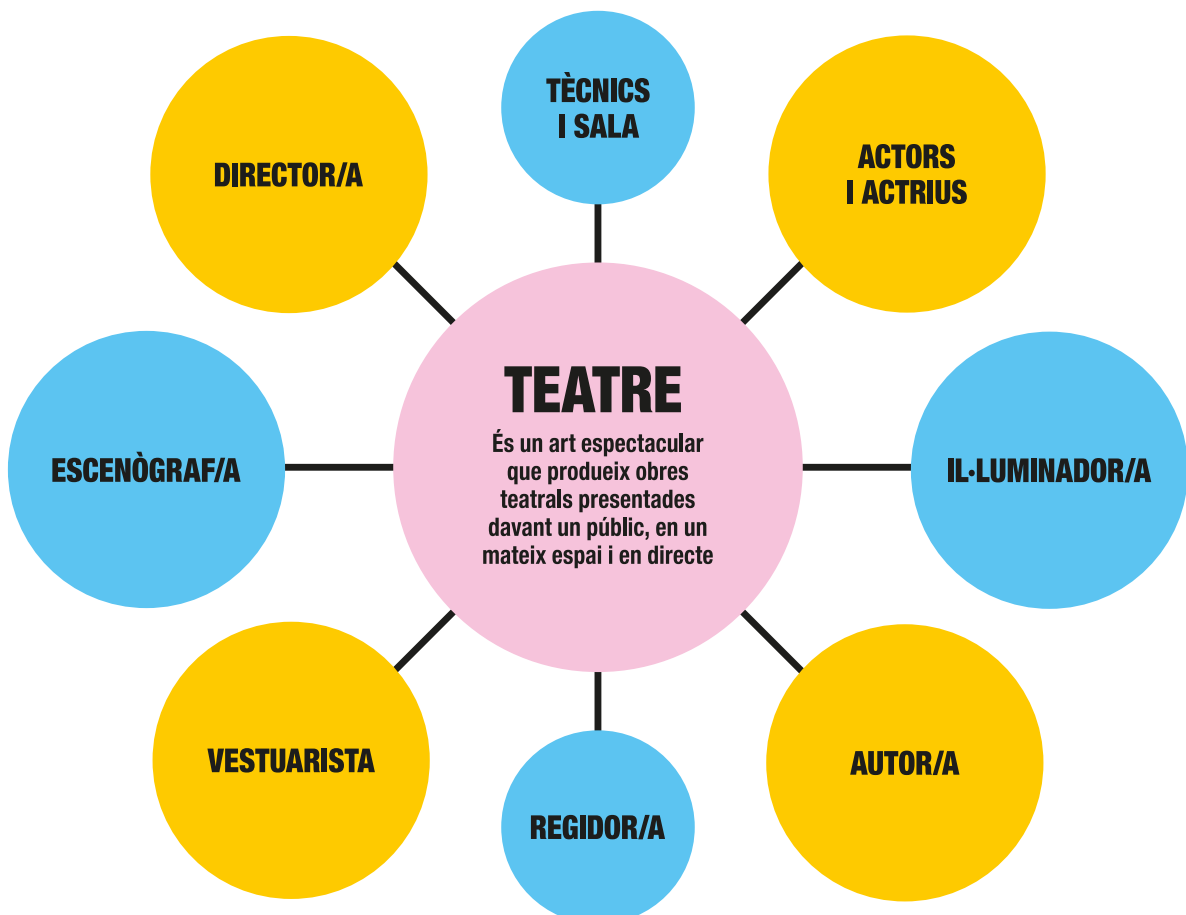 TÈCNICS
I SALA
DIRECTOR/A
ACTORS
I ACTRIUS
TEATRE
És un art espectacular
que produeix obres
teatrals presentades
davant un públic, en un
mateix espai i en directe
ESCENÒGRAF/A
IL·LUMINADOR/A
VESTUARISTA
AUTOR/A
REGIDOR/A